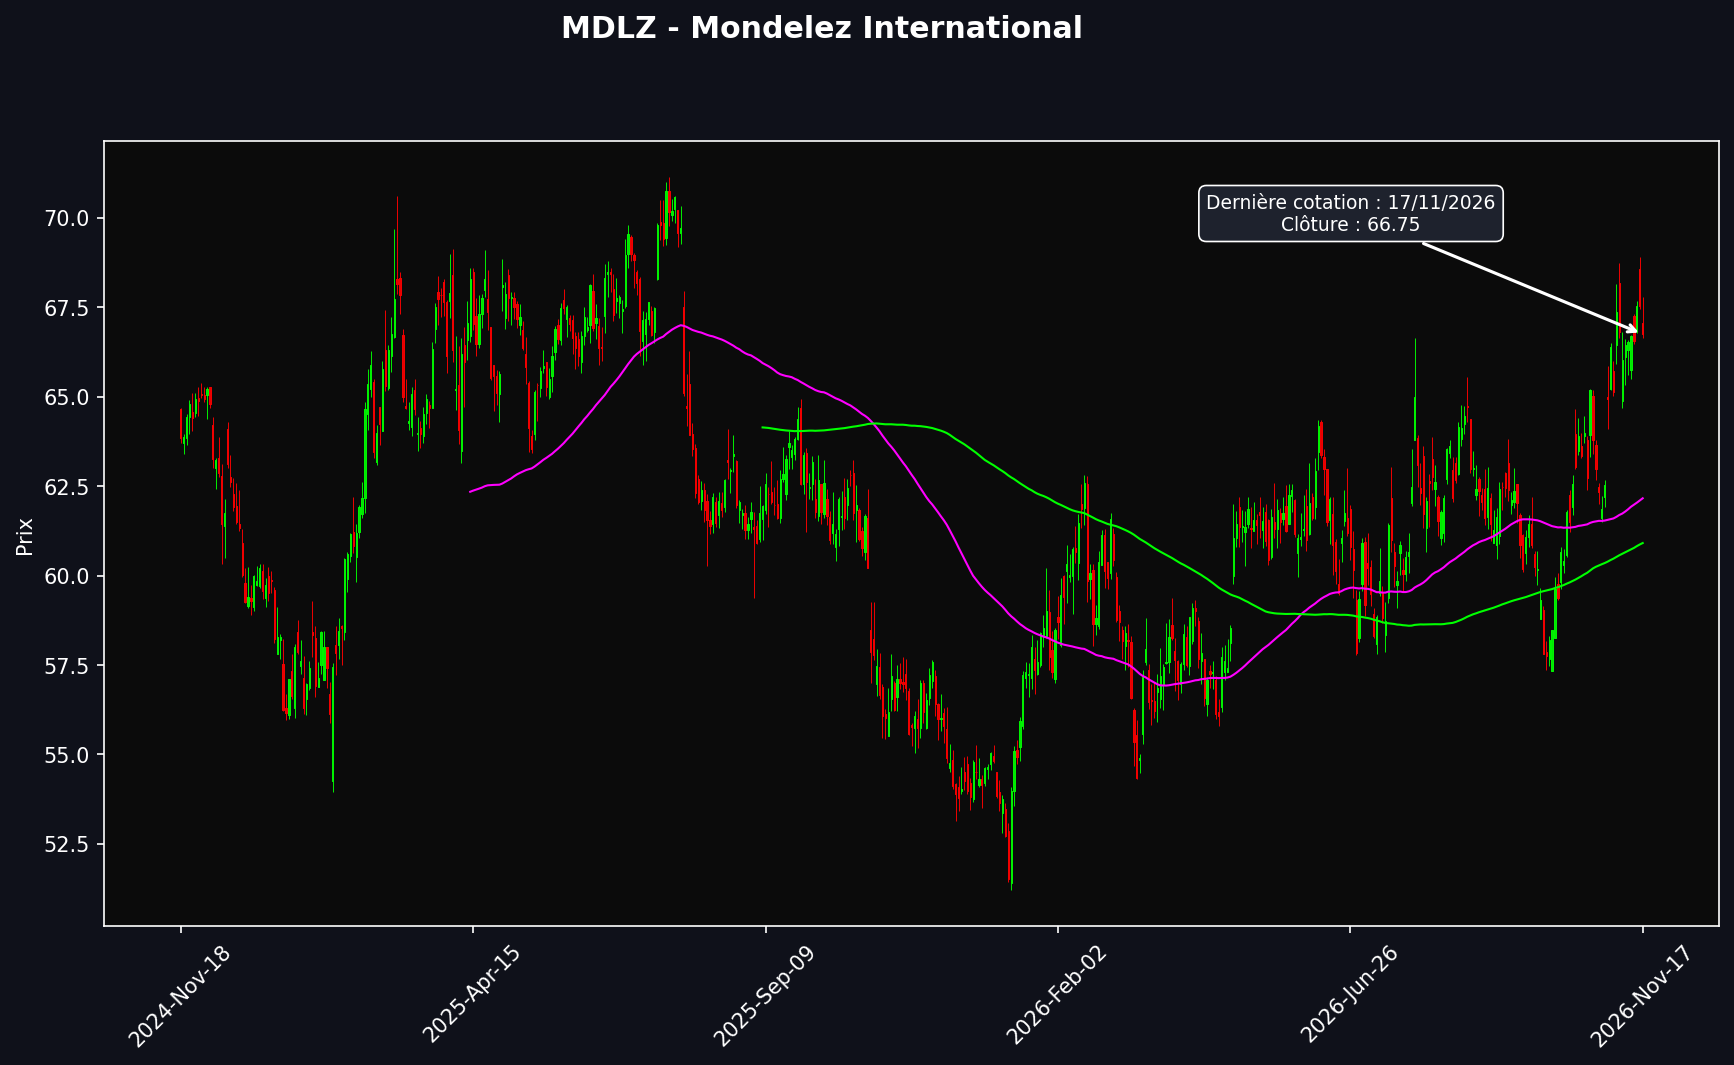 MDLZ - Mondelez International
Dernière cotation : 17/11/2026
Clôture : 66.75
Prix
70.0
67.5
65.0
62.5
60.0
57.5
55.0
52.5
2024-Nov-18
2025-Apr-15
2025-Sep-09
2026-Feb-02
2026-Jun-26
2026-Nov-17